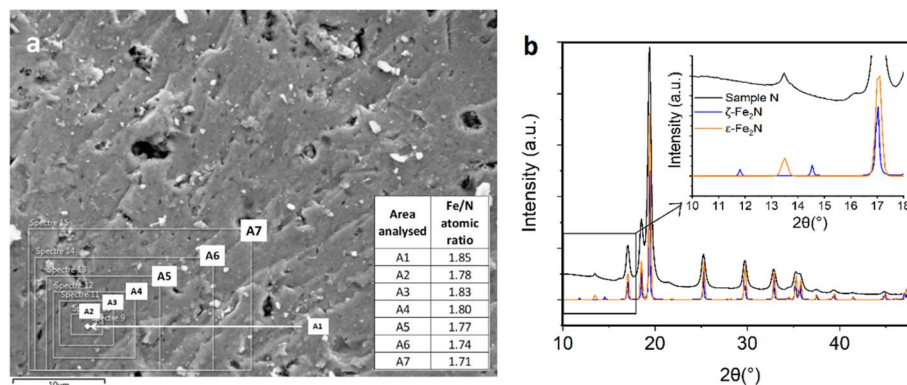 a
Spectre 15
A7
Spectre 14
A6
Spectre 13
A5
Spectre 12
A4
Spectre 11
A3
A2
Spectre 9
A1
10µm
Area analysed Fe/N atomic ratio
A1 1.85
A2 1.78
A3 1.83
A4 1.80
A5 1.77
A6 1.74
A7 1.71
b
Intensity (a.u.)
10 20 30 40
2θ(°)
Intensity (a.u.)
Sample N
ζ-Fe₂N
ε-Fe₂N
10 11 12 13 14 15 16 17 18
2θ(°)